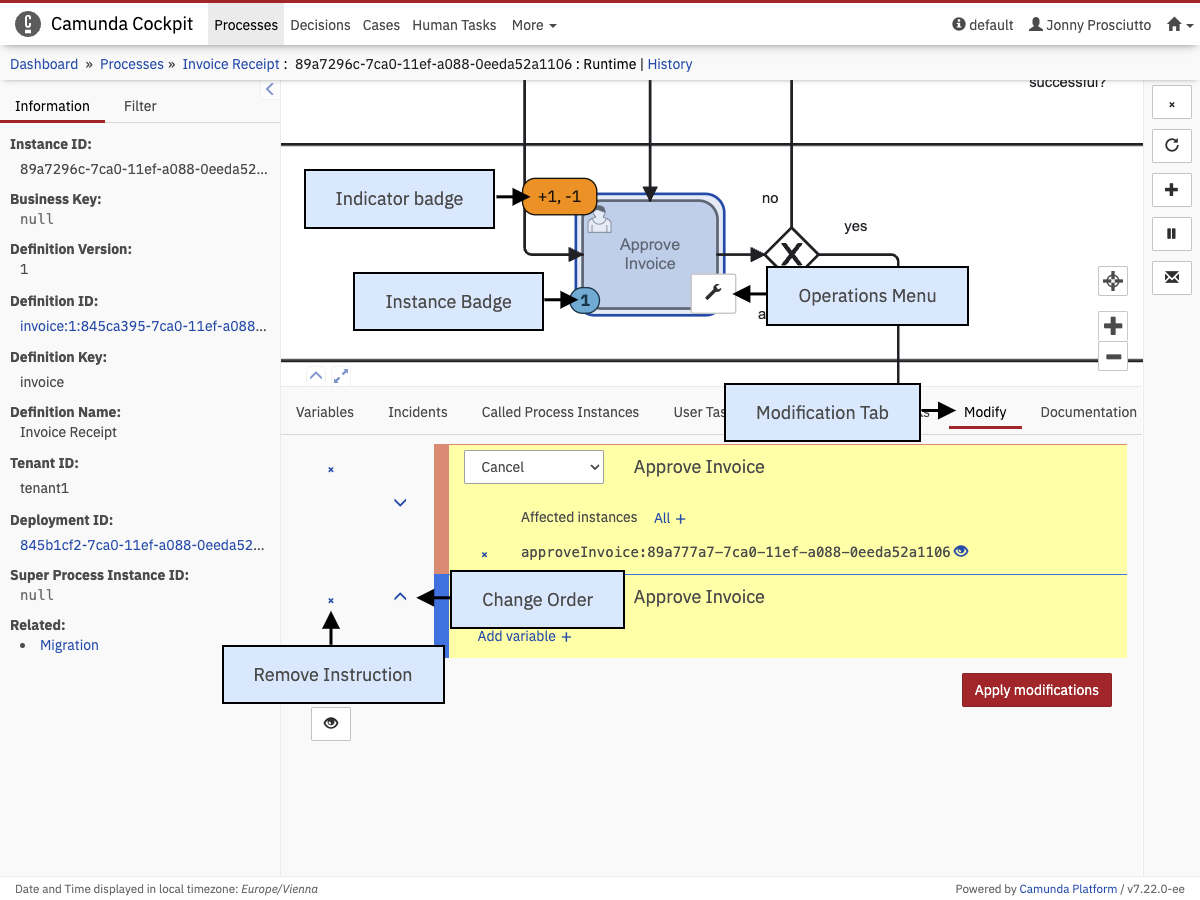 Camunda Cockpit
Processes
Decisions
Cases
Human Tasks
More
default
Jonny Prosciutto
Dashboard » Processes » Invoice Receipt : 89a7296c-7ca0-11ef-a088-0eeda52a1106 : Runtime | History
Information
Filter
Instance ID:
89a7296c-7ca0-11ef-a088-0eeda52...
Business Key:
null
Definition Version:
1
Definition ID:
invoice:1:845ca395-7ca0-11ef-a088...
Definition Key:
invoice
Definition Name:
Invoice Receipt
Tenant ID:
tenant1
Deployment ID:
845b1cf2-7ca0-11ef-a088-0eeda52...
Super Process Instance ID:
null
Related:
• Migration
successful?
Indicator badge
+1, -1
no
yes
Approve
Invoice
Instance Badge
1
Operations Menu
Variables
Incidents
Called Process Instances
User Tas
Modification Tab
Modify
Documentation
Cancel
Approve Invoice
Affected instances
All +
approveInvoice:89a777a7-7ca0-11ef-a088-0eeda52a1106
Change Order
Approve Invoice
Add variable +
Remove Instruction
Apply modifications
Date and Time displayed in local timezone: Europe/Vienna
Powered by Camunda Platform / v7.22.0-ee